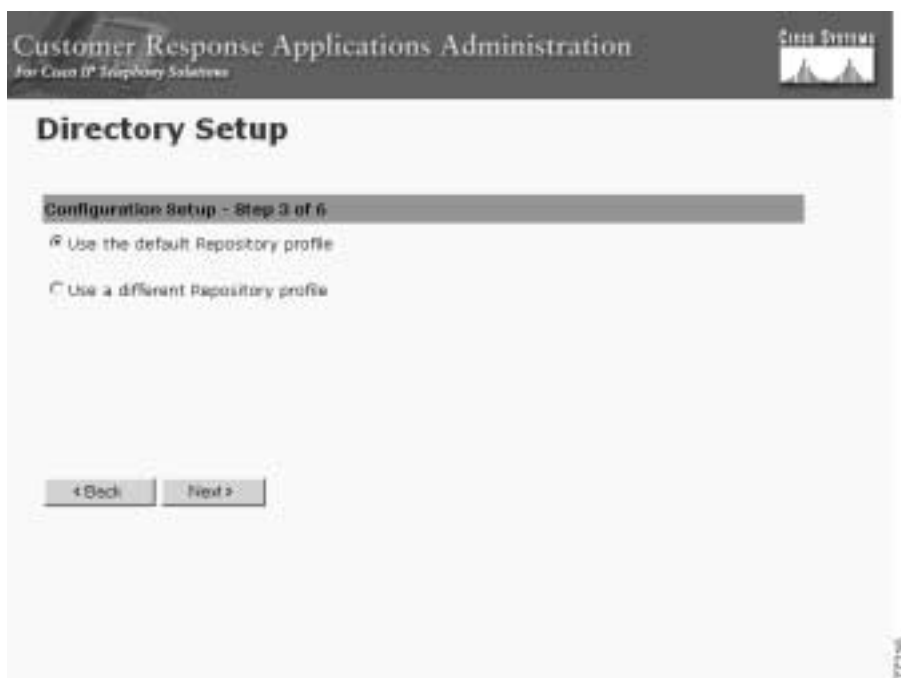 Customer Response Applications Administration
For Cisco IP Telephony Solutions
CISCO SYSTEMS
Directory Setup
Configuration Setup - Step 3 of 6
Use the default Repository profile
Use a different Repository profile
< Back
Next >